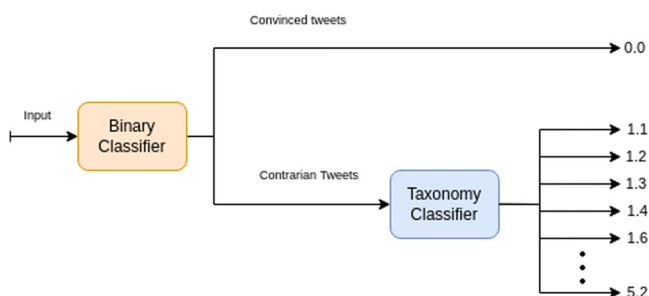 Convinced tweets
0.0
Input
Binary
Classifier
1.1
1.2
Contrarian Tweets
1.3
Taxonomy
Classifier
1.4
1.6
5.2